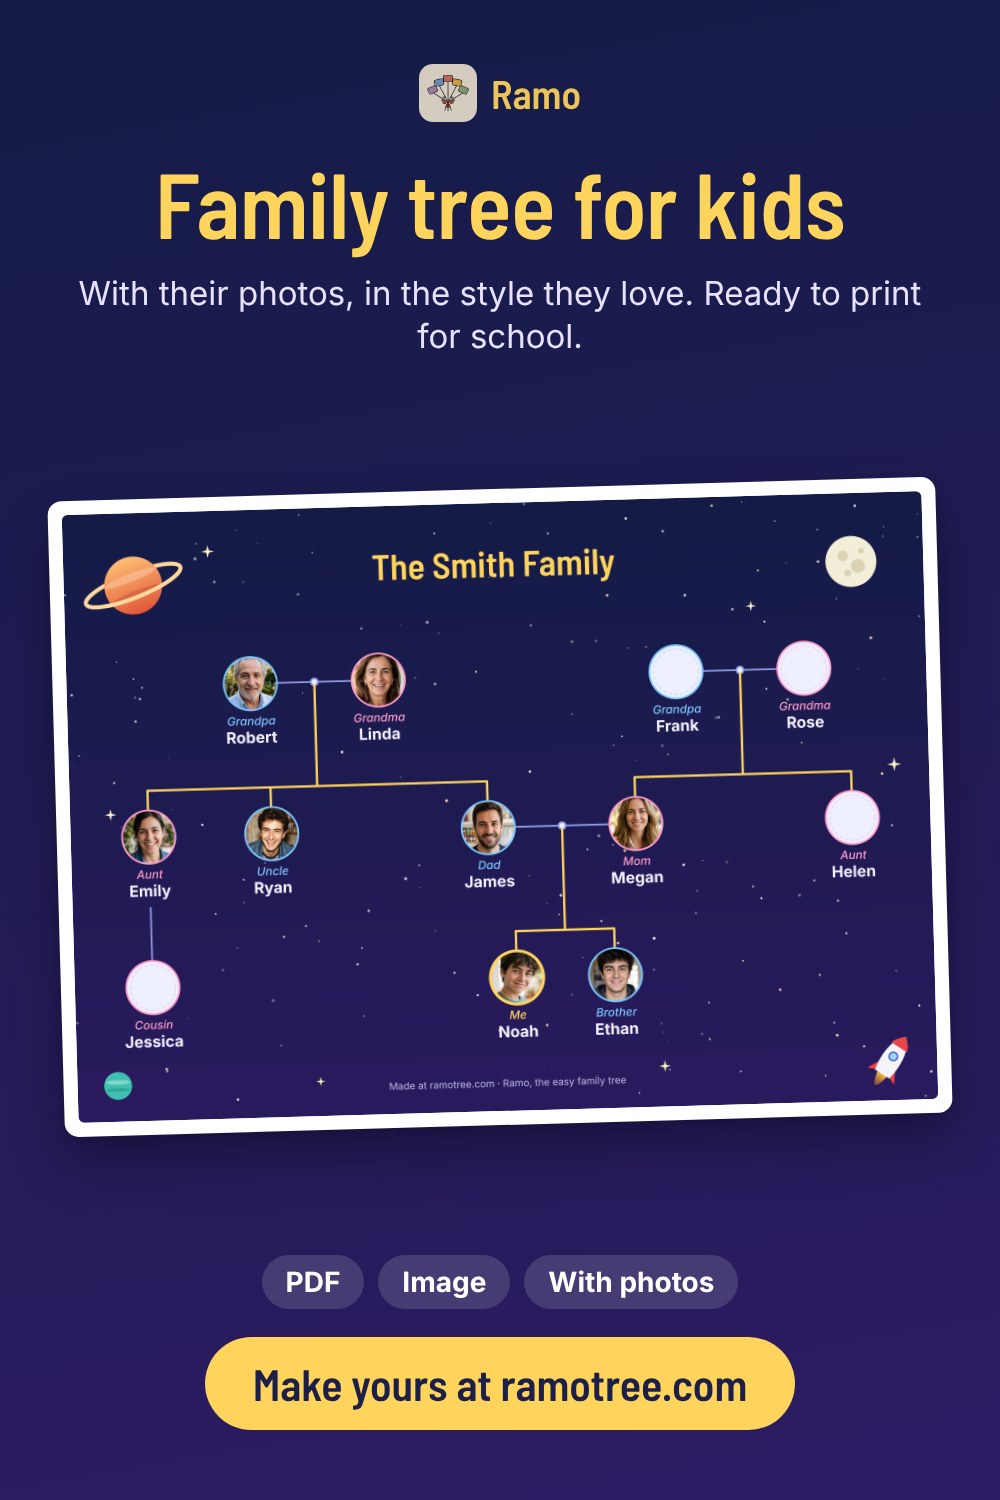 Ramo
Family tree for kids
With their photos, in the style they love. Ready to print
for school.
The Smith Family
Grandpa
Robert
Grandma
Linda
Grandpa
Frank
Grandma
Rose
Aunt
Emily
Uncle
Ryan
Dad
James
Mom
Megan
Aunt
Helen
Cousin
Jessica
Me
Noah
Brother
Ethan
Made at ramotree.com · Ramo, the easy family tree
PDF
Image
With photos
Make yours at ramotree.com